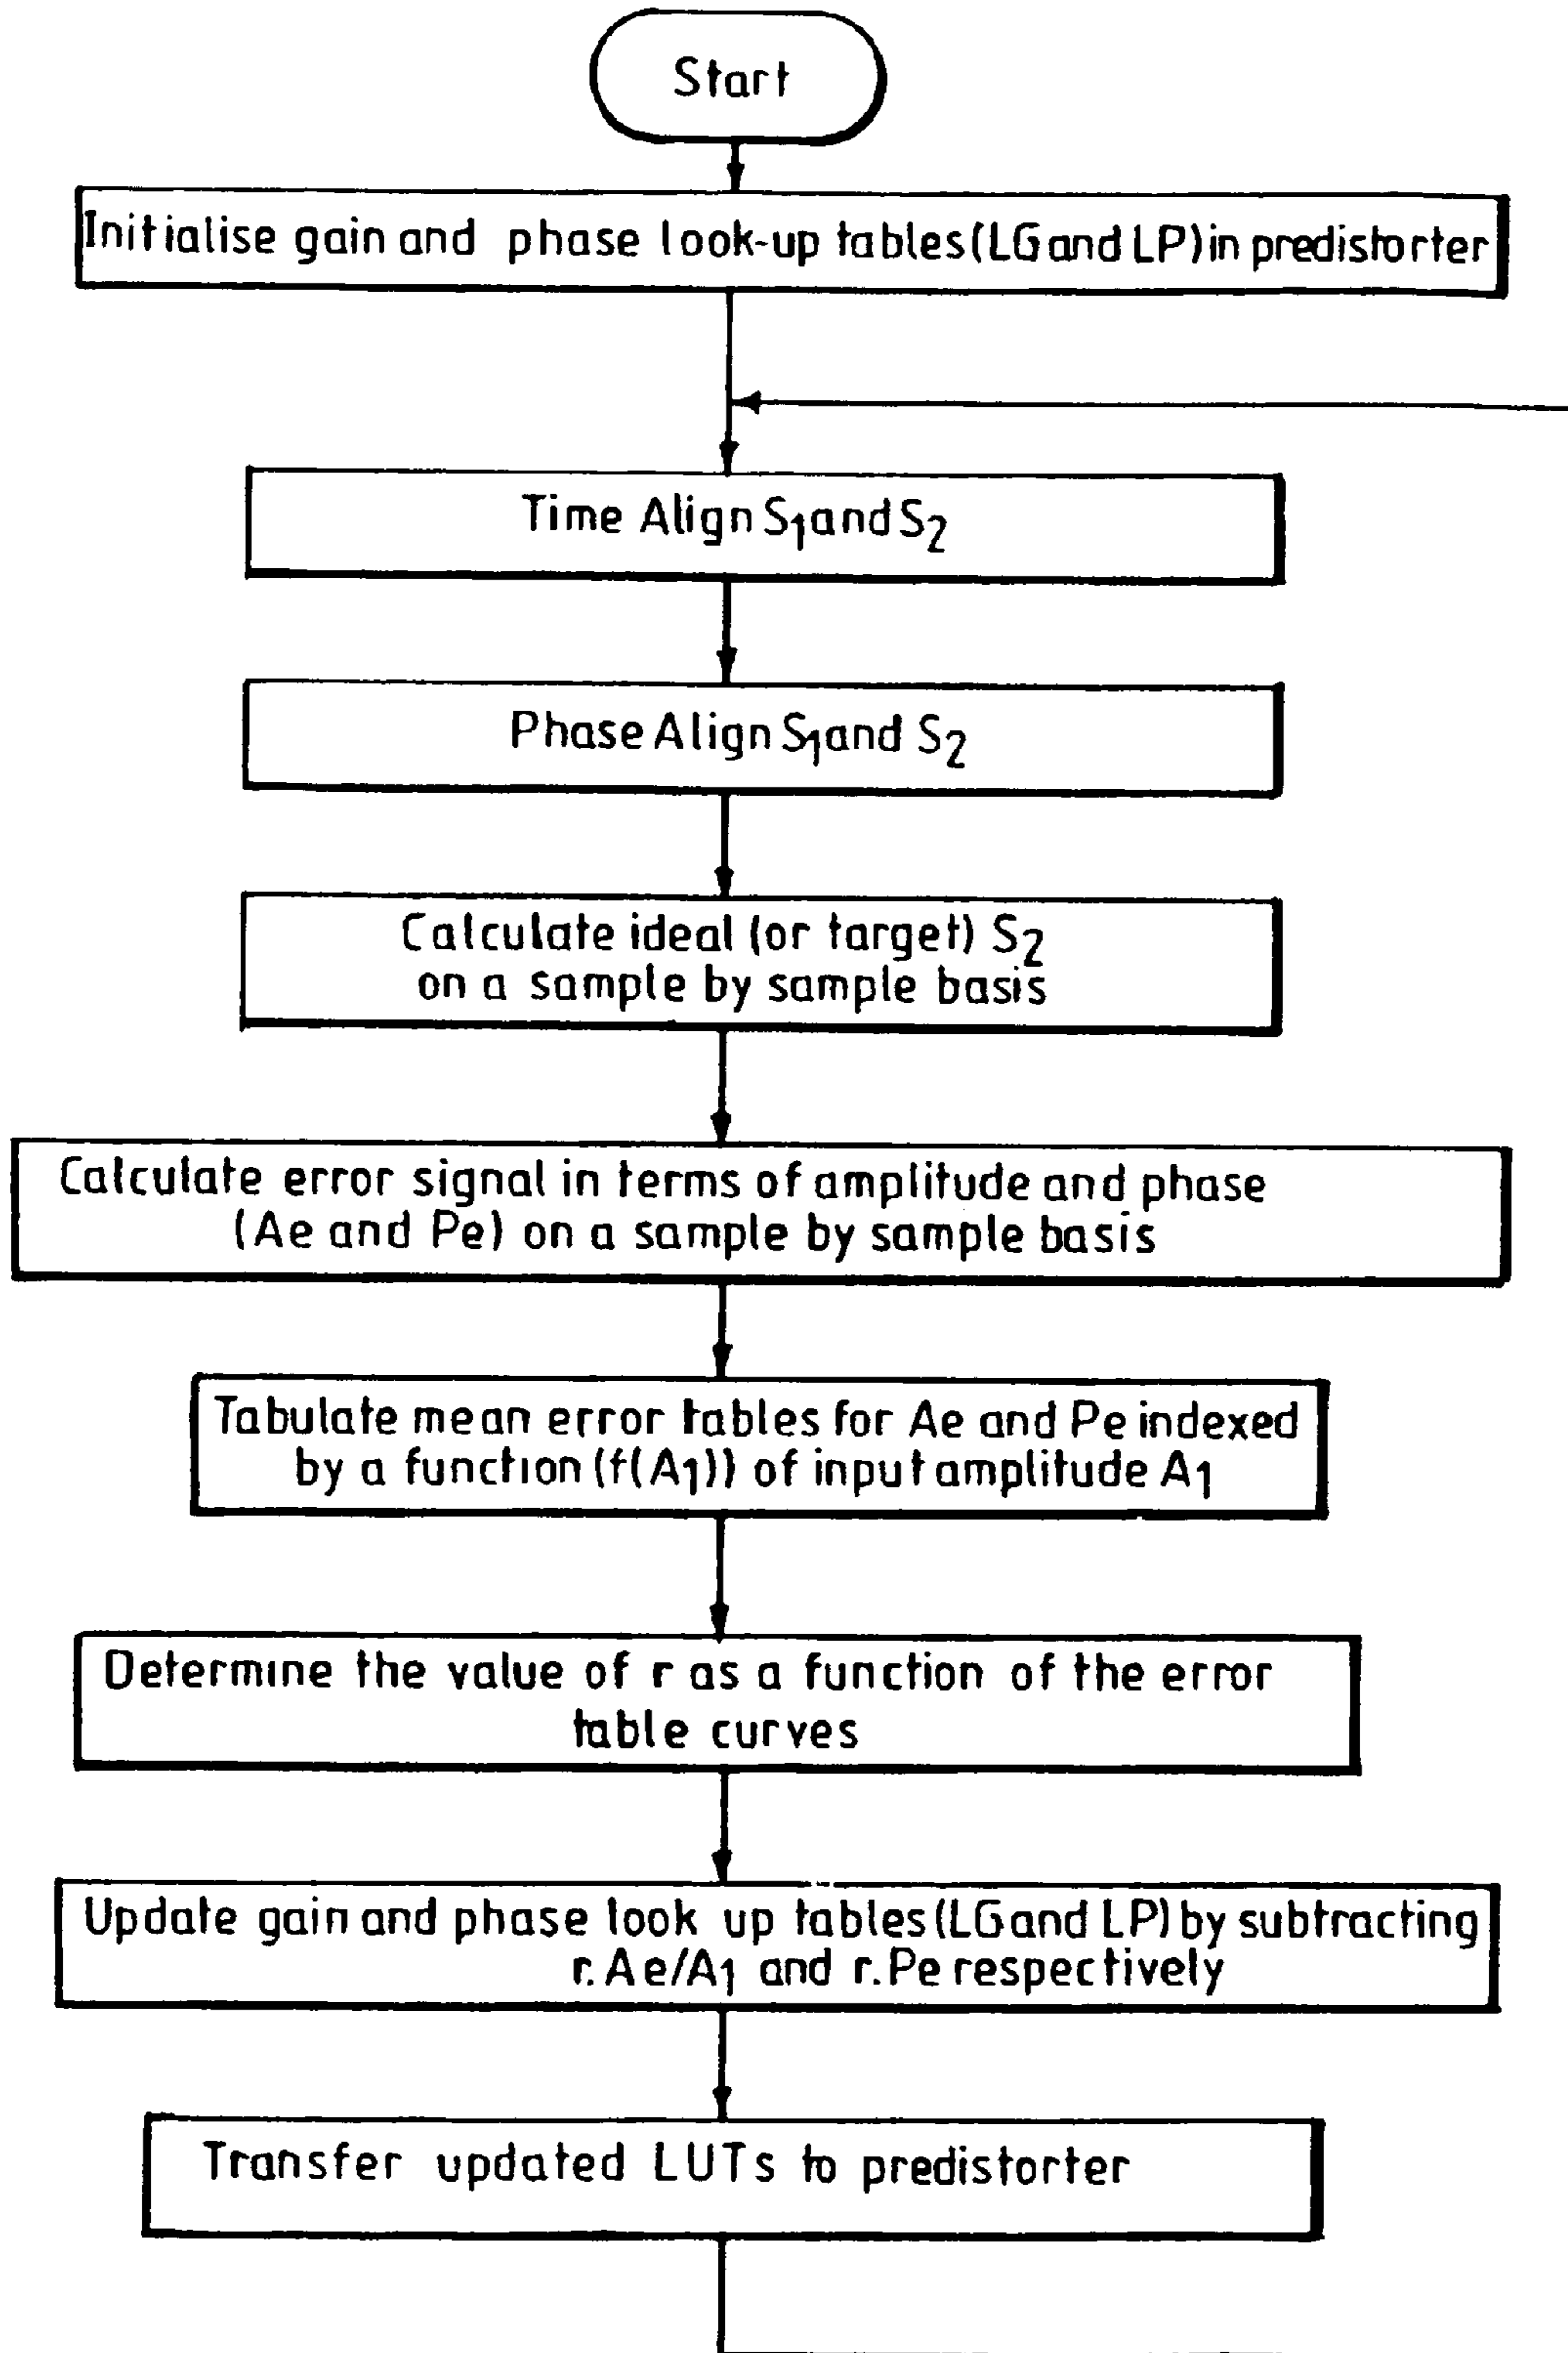 Start
Initialise gain and phase look-up tables (LG and LP) in predistorter
Time Align S1 and S2
Phase Align S1 and S2
Calculate ideal (or target) S2
on a sample by sample basis
Calculate error signal in terms of amplitude and phase
(Ae and Pe) on a sample by sample basis
Tabulate mean error tables for Ae and Pe indexed
by a function (f(A1)) of input amplitude A1
Determine the value of r as a function of the error
table curves
Update gain and phase look up tables (LG and LP) by subtracting
r.Ae/A1 and r.Pe respectively
Transfer updated LUTs to predistorter